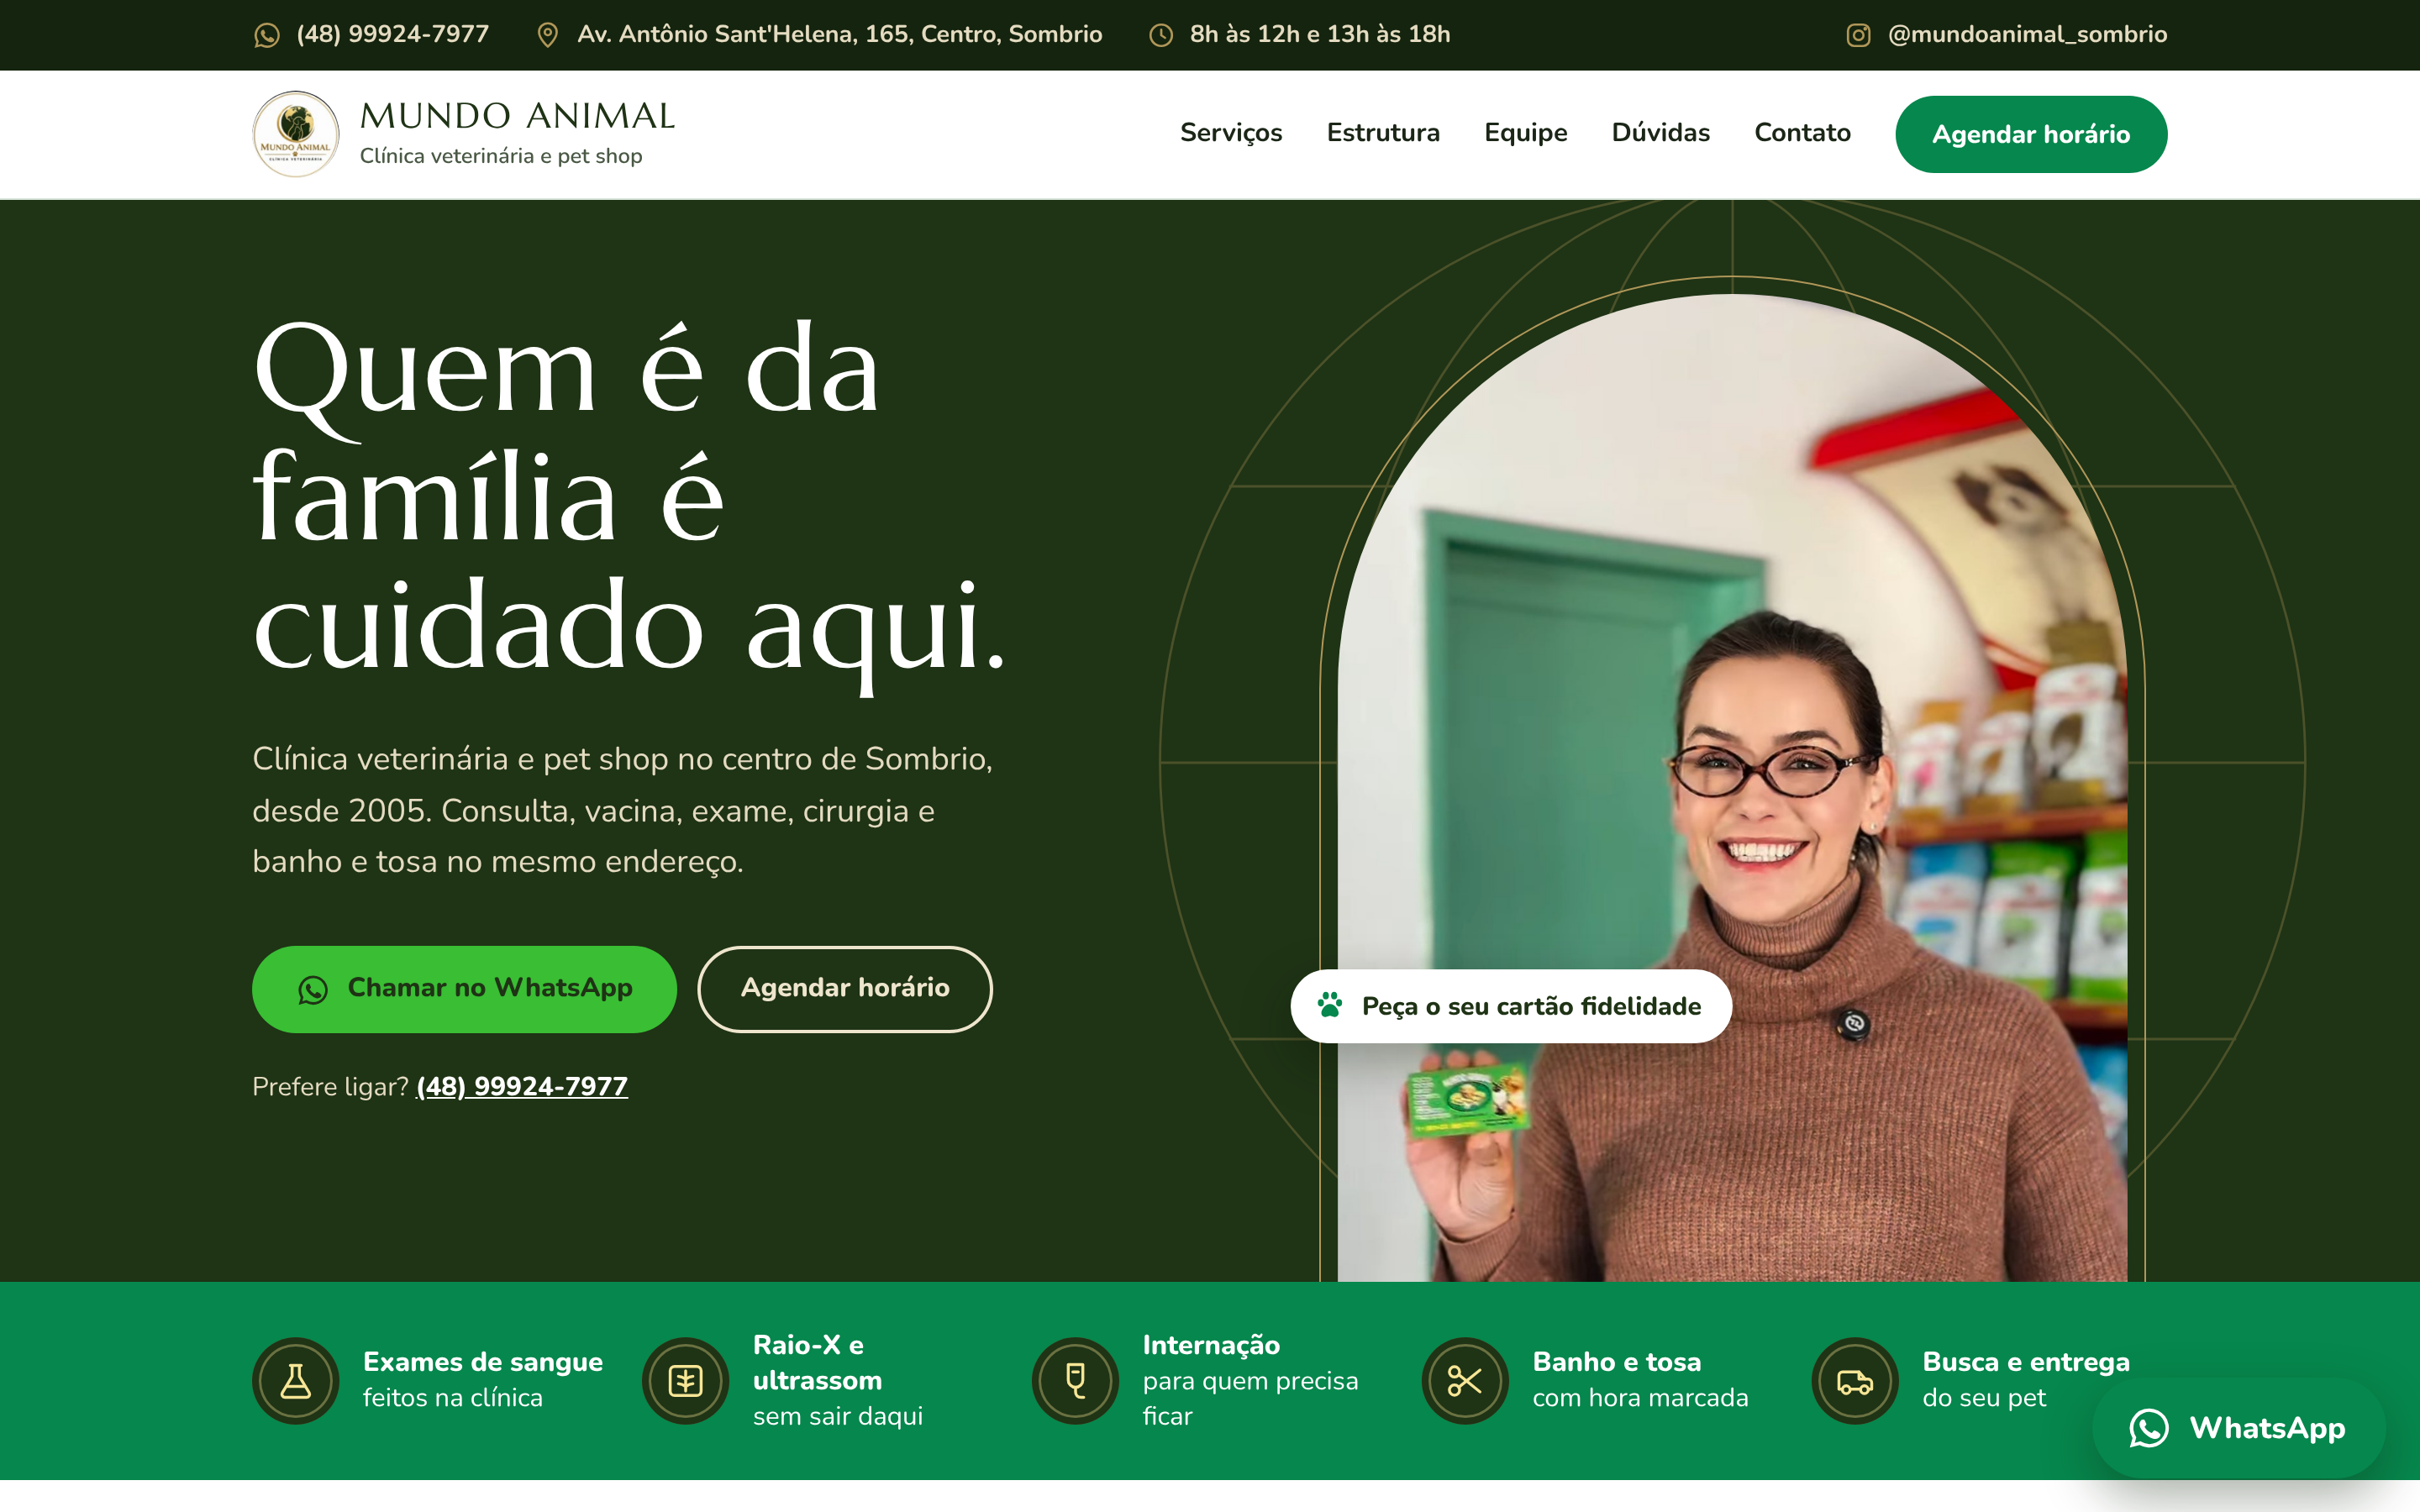 (48) 99924-7977
Av. Antônio Sant'Helena, 165, Centro, Sombrio
8h às 12h e 13h às 18h
@mundoanimal_sombrio
MUNDO ANIMAL
CLÍNICA VETERINÁRIA
MUNDO ANIMAL
Clínica veterinária e pet shop
Serviços
Estrutura
Equipe
Dúvidas
Contato
Agendar horário
Quem é da
família é
cuidado aqui.
Clínica veterinária e pet shop no centro de Sombrio,
desde 2005. Consulta, vacina, exame, cirurgia e
banho e tosa no mesmo endereço.
Chamar no WhatsApp
Agendar horário
Prefere ligar? (48) 99924-7977
Peça o seu cartão fidelidade
Exames de sangue
feitos na clínica
Raio-X e
ultrassom
sem sair daqui
Internação
para quem precisa
ficar
Banho e tosa
com hora marcada
Busca e entrega
do seu pet
WhatsApp